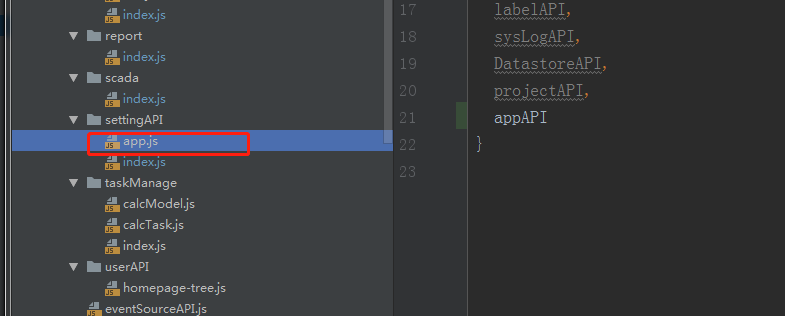 index.js
report
index.js
scada
index.js
settingAPI
app.js
index.js
taskManage
calcModel.js
calcTask.js
index.js
userAPI
homepage-tree.js
eventSourceAPI.js
17 labelAPI,
18 sysLogAPI,
19 DatastoreAPI,
20 projectAPI,
21 appAPI
22 }
23